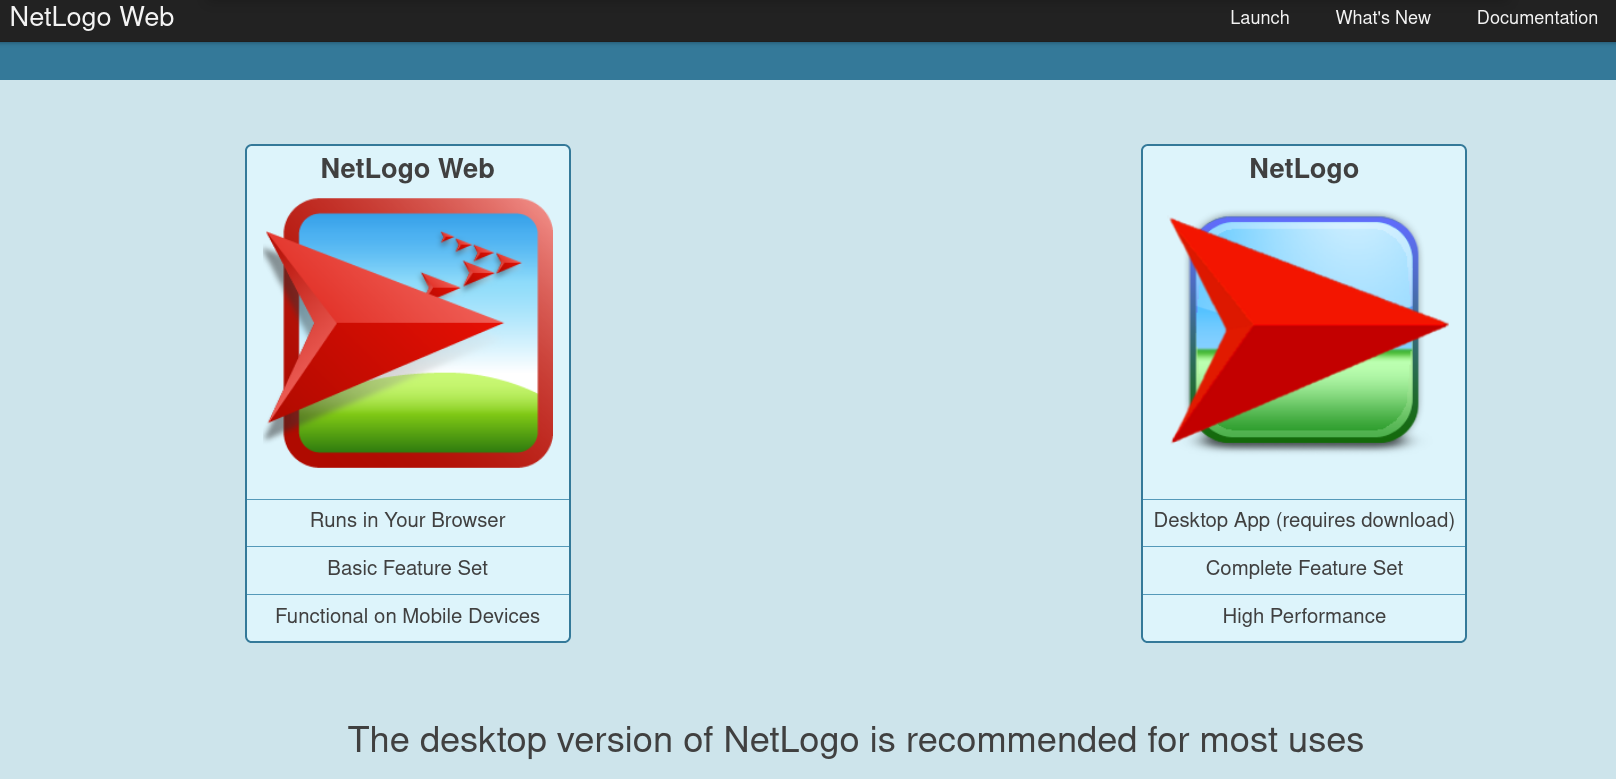 NetLogo Web
Launch
What's New
Documentation
NetLogo Web
Runs in Your Browser
Basic Feature Set
Functional on Mobile Devices
NetLogo
Desktop App (requires download)
Complete Feature Set
High Performance
The desktop version of NetLogo is recommended for most uses